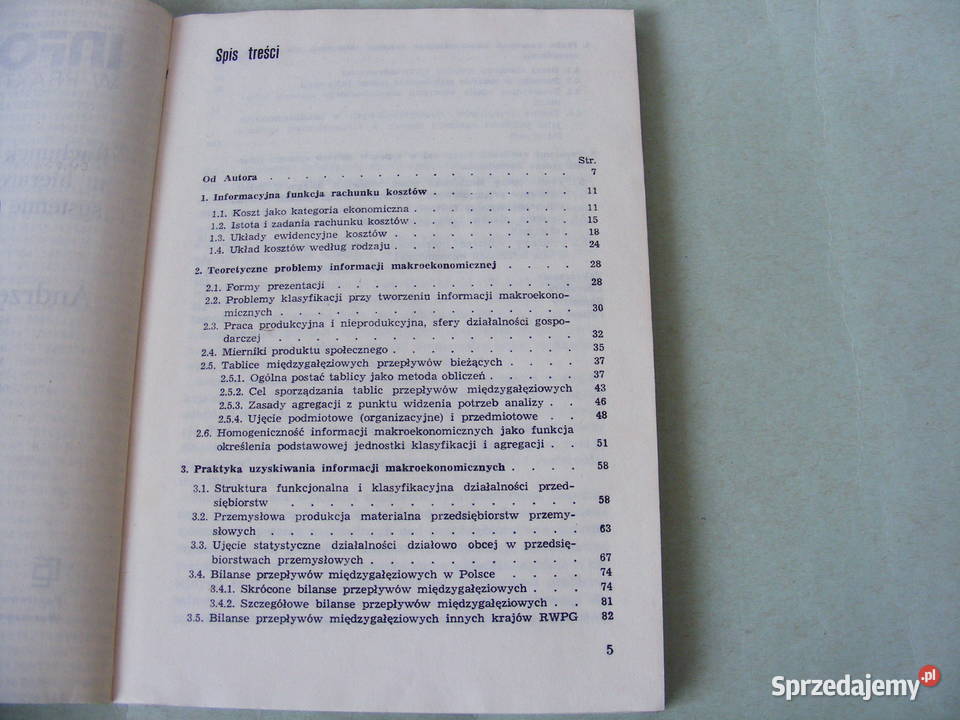 Spis treści
Str.
Od Autora . . . . . . . . . . . . . . . 7
1. Informacyjna funkcja rachunku kosztów . . . . . . . 11
1.1. Koszt jako kategoria ekonomiczna . . . . . . . . 11
1.2. Istota i zadania rachunku kosztów . . . . . . . . 15
1.3. Układy ewidencyjne kosztów . . . . . . . . . 18
1.4. Układ kosztów według rodzaju . . . . . . . . . 24
2. Teoretyczne problemy informacji makroekonomicznej . . . . 28
2.1. Formy prezentacji . . . . . . . . . . . . 28
2.2. Problemy klasyfikacji przy tworzeniu informacji makroekono-
micznych . . . . . . . . . . . . . . 30
2.3. Praca produkcyjna i nieprodukcyjna, sfery działalności gospo-
darczej . . . . . . . . . . . . . . . 32
2.4. Mierniki produktu społecznego . . . . . . . . . 35
2.5. Tablice międzygałęziowych przepływów bieżących . . . . 37
2.5.1. Ogólna postać tablicy jako metoda obliczeń . . . . . 37
2.5.2. Cel sporządzania tablic przepływów międzygałęziowych 43
2.5.3. Zasady agregacji z punktu widzenia potrzeb analizy . . 46
2.5.4. Ujęcie podmiotowe (organizacyjne) i przedmiotowe . . 48
2.6. Homogeniczność informacji makroekonomicznych jako funkcja
określenia podstawowej jednostki klasyfikacji i agregacji . . 51
3. Praktyka uzyskiwania informacji makroekonomicznych . . . . 58
3.1. Struktura funkcjonalna i klasyfikacyjna działalności przed-
siębiorstw . . . . . . . . . . . . . . 58
3.2. Przemysłowa produkcja materialna przedsiębiorstw przemy-
słowych . . . . . . . . . . . . . . . 63
3.3. Ujęcie statystyczne działalności działowo obcej w przedsię-
biorstwach przemysłowych . . . . . . . . . . 67
3.4. Bilanse przepływów międzygałęziowych w Polsce . . . . 74
3.4.1. Skrócone bilanse przepływów międzygałęziowych . . . 74
3.4.2. Szczegółowe bilanse przepływów międzygałęziowych . . 81
3.5. Bilanse przepływów międzygałęziowych innych krajów RWPG 82
5
Sprzedajemy.pl